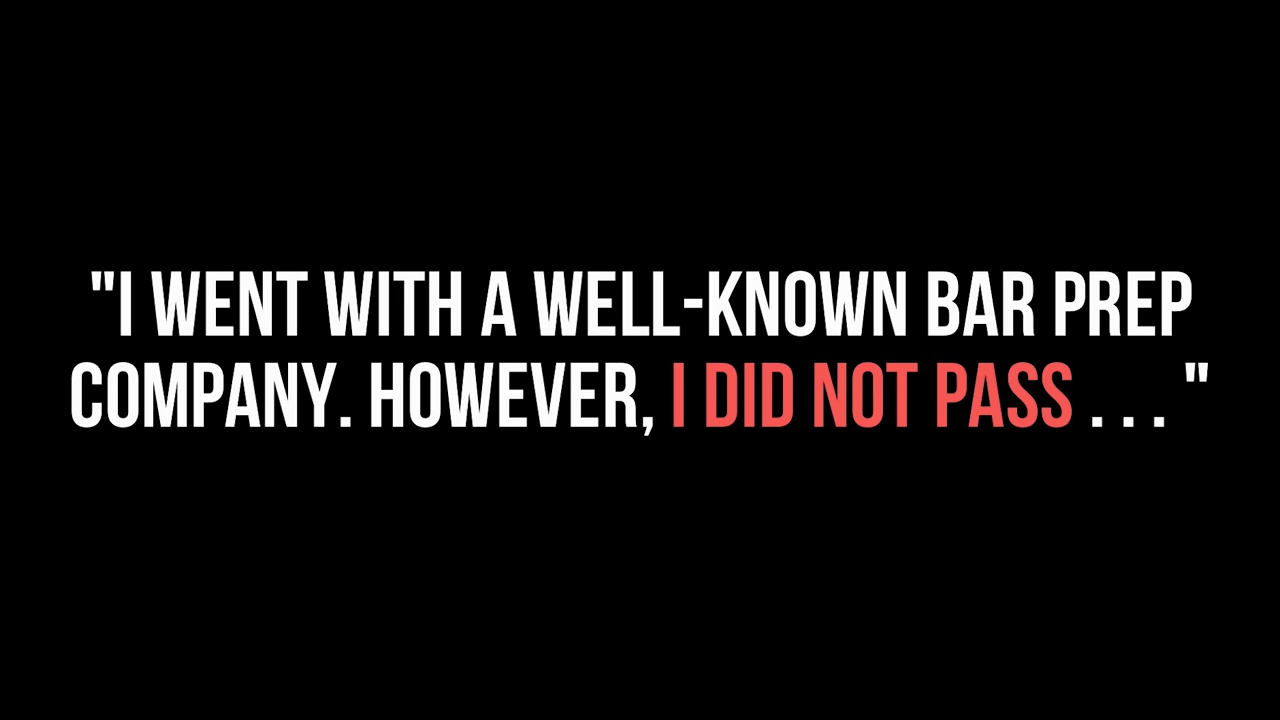 "I WENT WITH A WELL-KNOWN BAR PREP
COMPANY. HOWEVER, I DID NOT PASS . . . "